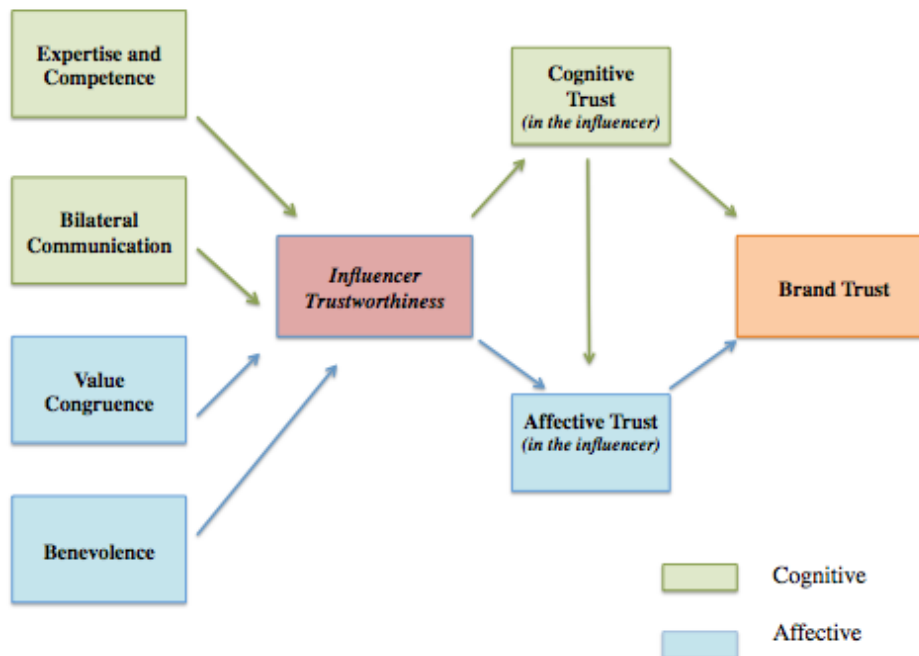 Expertise and
Competence
Cognitive
Trust
(in the influencer)
Bilateral
Communication
Influencer
Trustworthiness
Brand Trust
Value
Congruence
Affective Trust
(in the influencer)
Benevolence
Cognitive
Affective